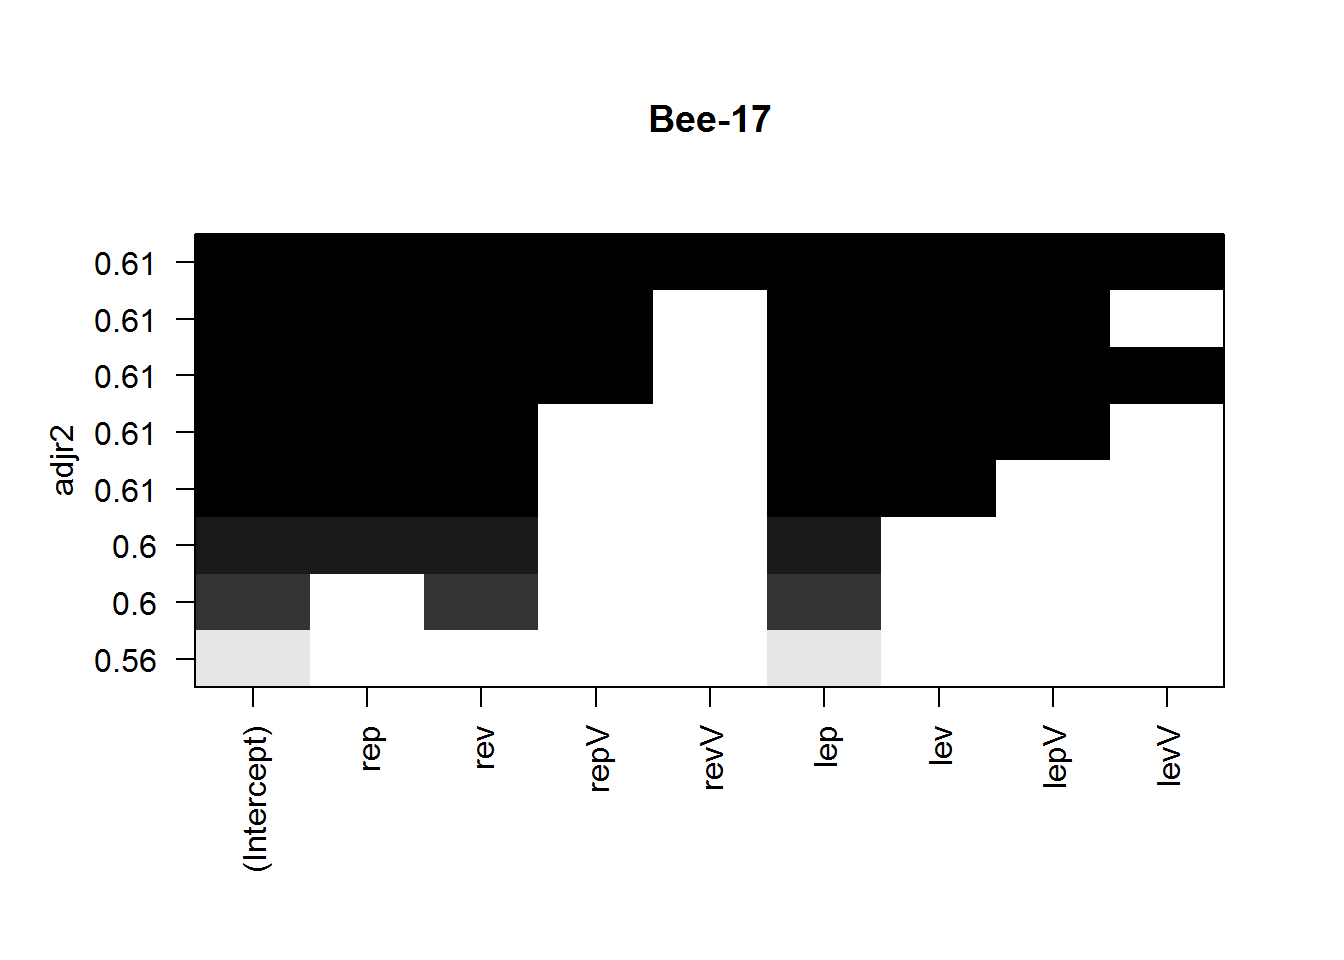 Bee-17
adjr2
0.61
0.61
0.61
0.61
0.61
0.6
0.6
0.56
(Intercept)
rep
rev
repV
revV
lep
lev
lepV
levV